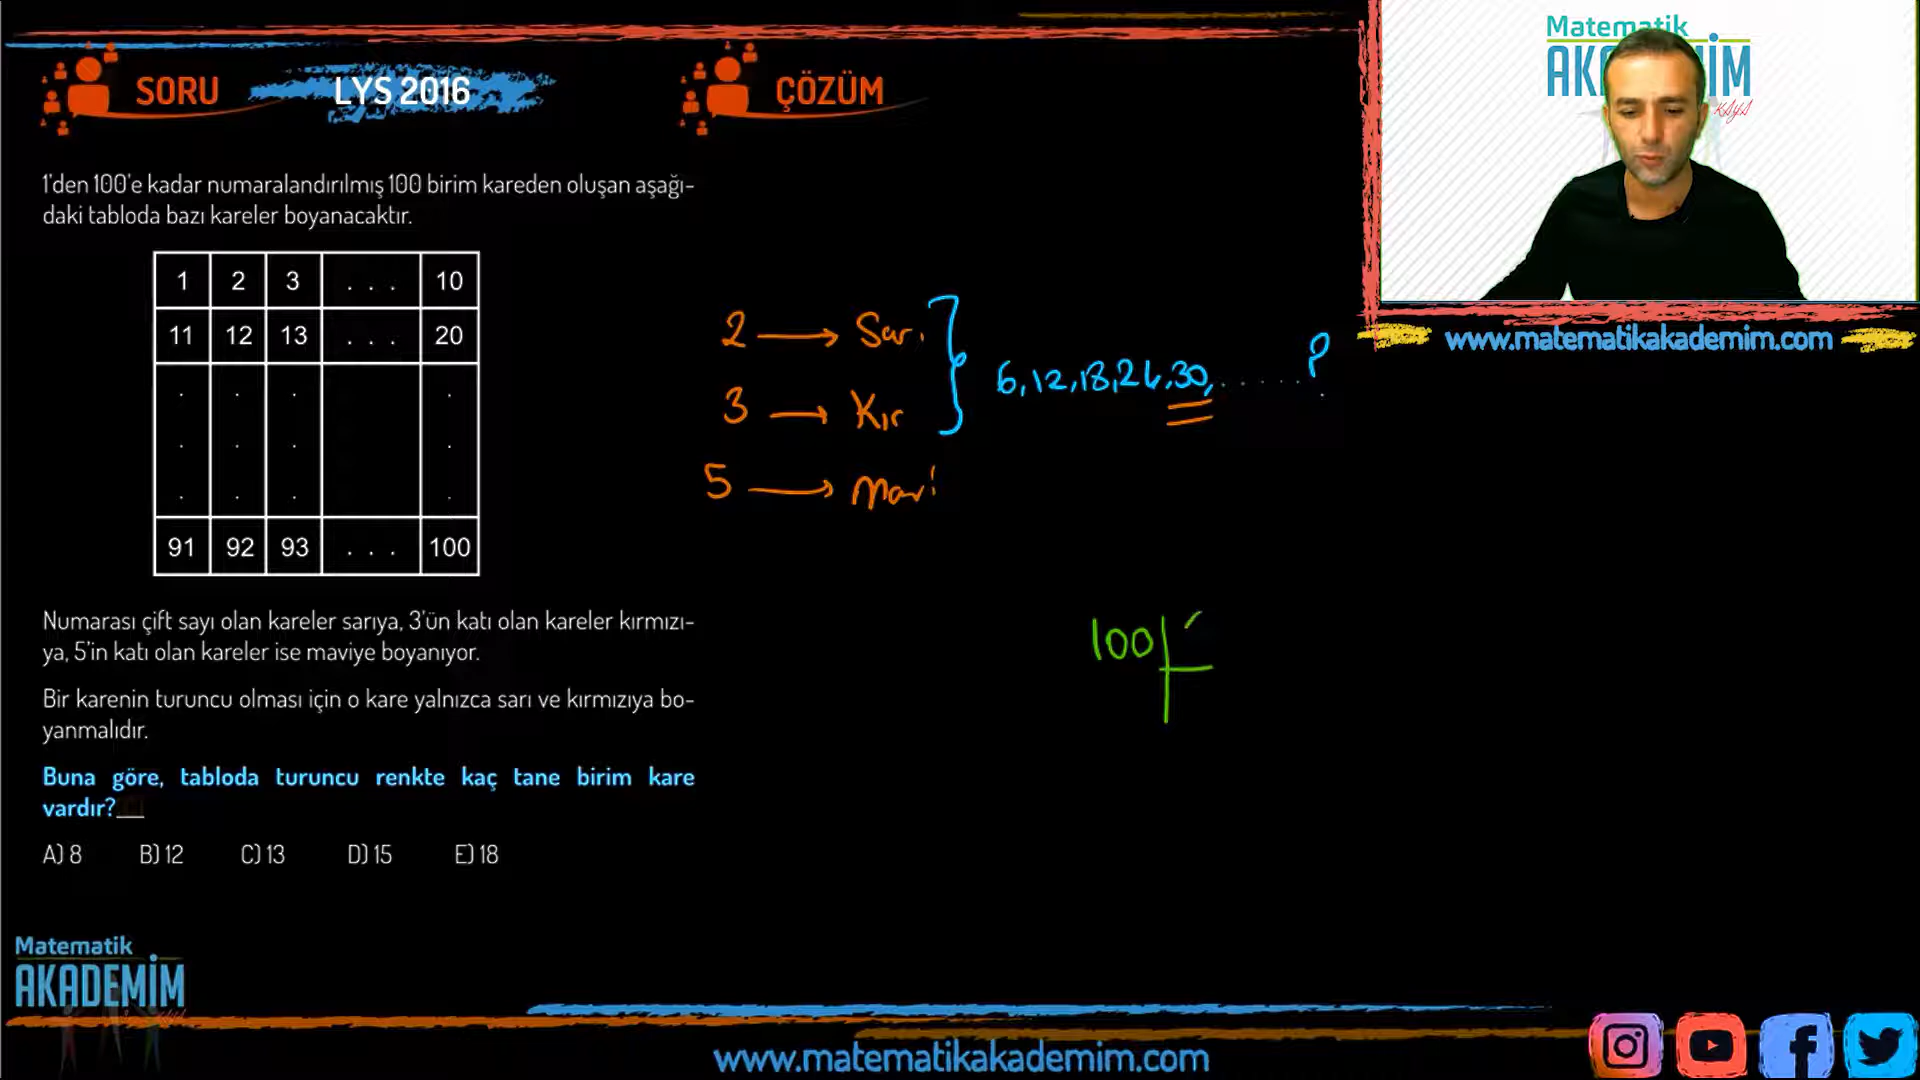 SORU
LYS 2016
ÇÖZÜM
Matematik
AKADEMİM
KAYA
www.matematikakademim.com
1'den 100'e kadar numaralandırılmış 100 birim kareden oluşan aşağı-
daki tabloda bazı kareler boyanacaktır.
1 2 3 . . . 10
11 12 13 . . . 20
. . . .
. . . .
. . . .
91 92 93 . . . 100
2 → Sarı
3 → Kır
5 → Mavi
6,12,18,24,30, . . . . . ?
100
Numarası çift sayı olan kareler sarıya, 3'ün katı olan kareler kırmızı-
ya, 5'in katı olan kareler ise maviye boyanıyor.
Bir karenin turuncu olması için o kare yalnızca sarı ve kırmızıya bo-
yanmalıdır.
Buna göre, tabloda turuncu renkte kaç tane birim kare
vardır?
A) 8 B) 12 C) 13 D) 15 E) 18
Matematik
AKADEMİM
www.matematikakademim.com